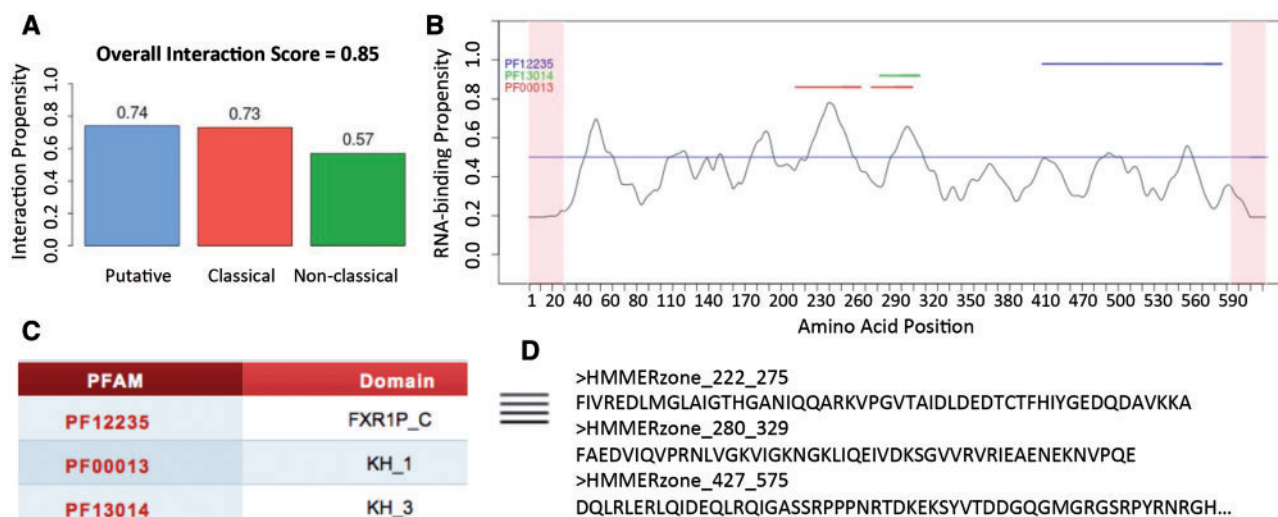 A
Overall Interaction Score = 0.85
Interaction Propensity
0.0 0.2 0.4 0.6 0.8 1.0
0.74
0.73
0.57
Putative Classical Non-classical
B
RNA-binding Propensity
0.0 0.2 0.4 0.6 0.8 1.0
PF12235
PF13014
PF00013
1 20 40 60 80 110 140 170 200 230 260 290 320 350 380 410 470 500 530 560 590
Amino Acid Position
C
PFAM Domain
PF12235 FXR1P_C
PF00013 KH_1
PF13014 KH_3
D
>HMMERzone_222_275
FIVREDLMGLAIGTHGANIQQARKVPGVTAIDLDEDTCTFHIYGEDQDAVKKA
>HMMERzone_280_329
FAEDVIQVPRNLVGKVIGKNGKLIQEIVDKSGVVRVRIEAENEKNVPQE
>HMMERzone_427_575
DQLRLERLQIDEQLRQIGASSRPPPNRTDKEKSYVTDDGQGMGRGSRPYRNRGH...